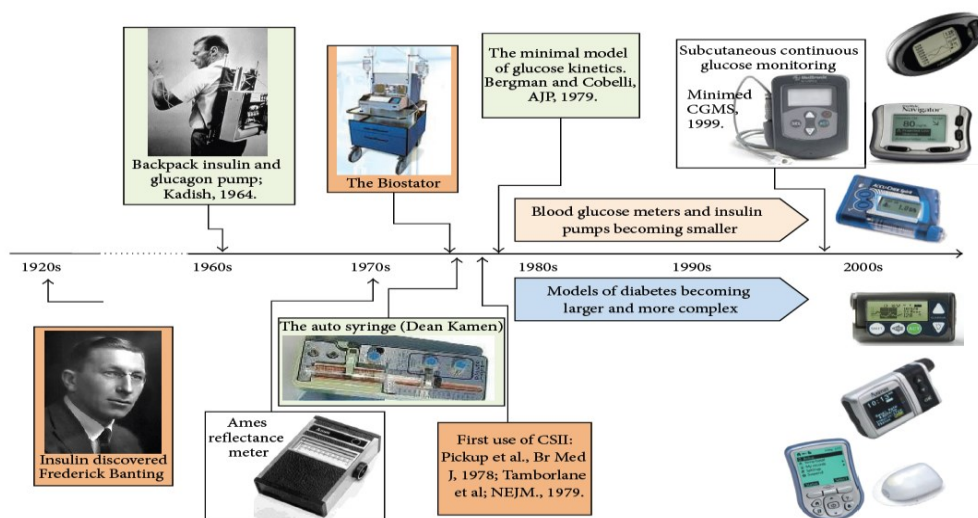 Backpack insulin and
glucagon pump;
Kadish, 1964.
The Biostator
The minimal model
of glucose kinetics.
Bergman and Cobelli,
AJP, 1979.
Subcutaneous continuous
glucose monitoring
Minimed
CGMS,
1999.
Navigator
80
Blood glucose meters and insulin
pumps becoming smaller
1920s
1960s
1970s
1980s
1990s
2000s
Models of diabetes becoming
larger and more complex
The auto syringe (Dean Kamen)
Insulin discovered
Frederick Banting
Ames
reflectance
meter
First use of CSII:
Pickup et al., Br Med
J, 1978; Tamborlane
et al; NEJM., 1979.